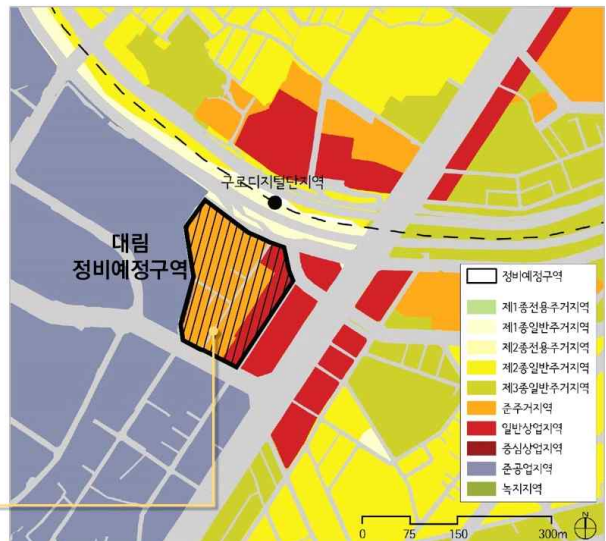 구로디지털단지역
대림
정비예정구역
정비예정구역
제1종전용주거지역
제1종일반주거지역
제2종전용주거지역
제2종일반주거지역
제3종일반주거지역
준주거지역
일반상업지역
중심상업지역
준공업지역
녹지지역
0 75 150 300m
N